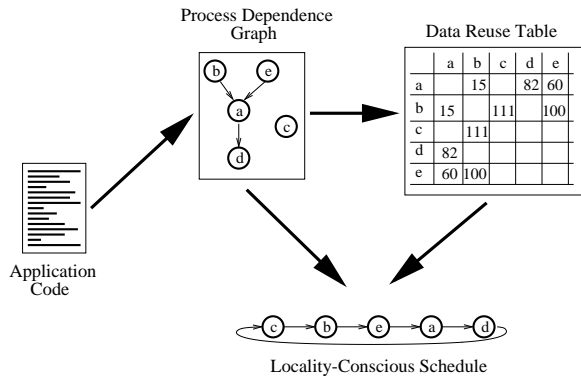 Process Dependence
Graph
b
e
a
c
d
Data Reuse Table
a b c d e
a 15 82 60
b 15 111 100
c 111
d 82
e 60 100
Application
Code
c b e a d
Locality-Conscious Schedule